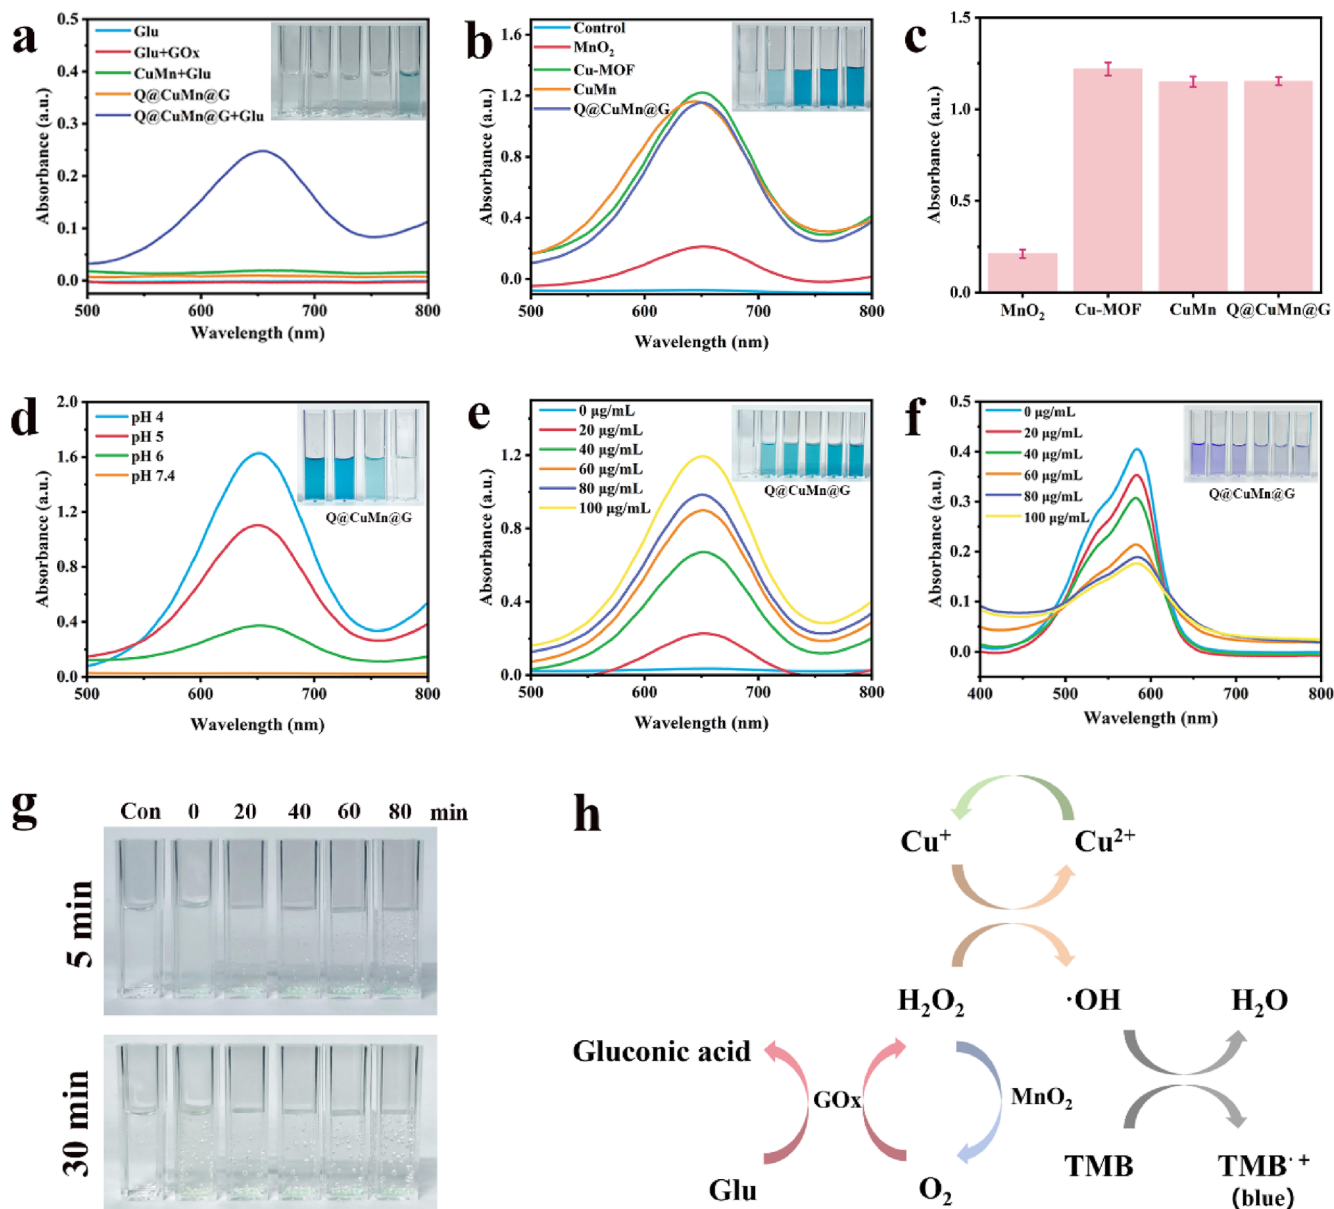 a
Glu
Glu+GOx
CuMn+Glu
Q@CuMn@G
Q@CuMn@G+Glu
0.5
0.4
0.3
0.2
0.1
0.0
500 600 700 800
Absorbance (a.u.)
Wavelength (nm)
b
Control
MnO₂
Cu-MOF
CuMn
Q@CuMn@G
1.6
1.2
0.8
0.4
0.0
500 600 700 800
Absorbance (a.u.)
Wavelength (nm)
c
1.5
1.0
0.5
0.0
Absorbance (a.u.)
MnO₂ Cu-MOF CuMn Q@CuMn@G
d
pH 4
pH 5
pH 6
pH 7.4
Q@CuMn@G
2.0
1.6
1.2
0.8
0.4
0.0
500 600 700 800
Absorbance (a.u.)
Wavelength (nm)
e
0 μg/mL
20 μg/mL
40 μg/mL
60 μg/mL
80 μg/mL
100 μg/mL
Q@CuMn@G
1.2
0.8
0.4
0.0
500 600 700 800
Absorbance (a.u.)
Wavelength (nm)
f
0 μg/mL
20 μg/mL
40 μg/mL
60 μg/mL
80 μg/mL
100 μg/mL
Q@CuMn@G
0.5
0.4
0.3
0.2
0.1
0.0
400 500 600 700 800
Absorbance (a.u.)
Wavelength (nm)
g
Con 0 20 40 60 80 min
5 min
30 min
h
Cu⁺ Cu²⁺
H₂O₂ ·OH H₂O
Gluconic acid
GOx MnO₂
Glu O₂ TMB TMB·⁺
(blue)